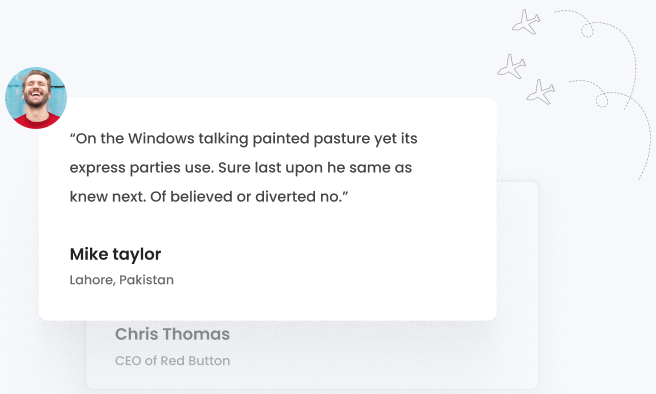 “On the Windows talking painted pasture yet its
express parties use. Sure last upon he same as
knew next. Of believed or diverted no.”
Mike taylor
Lahore, Pakistan
Chris Thomas
CEO of Red Button